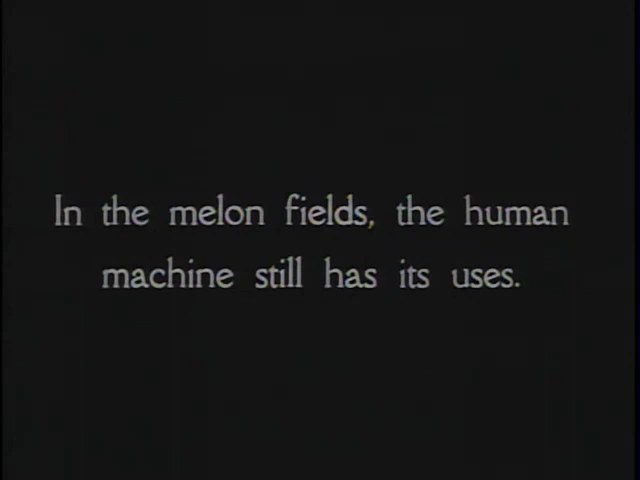 In the melon fields, the human
machine still has its uses.